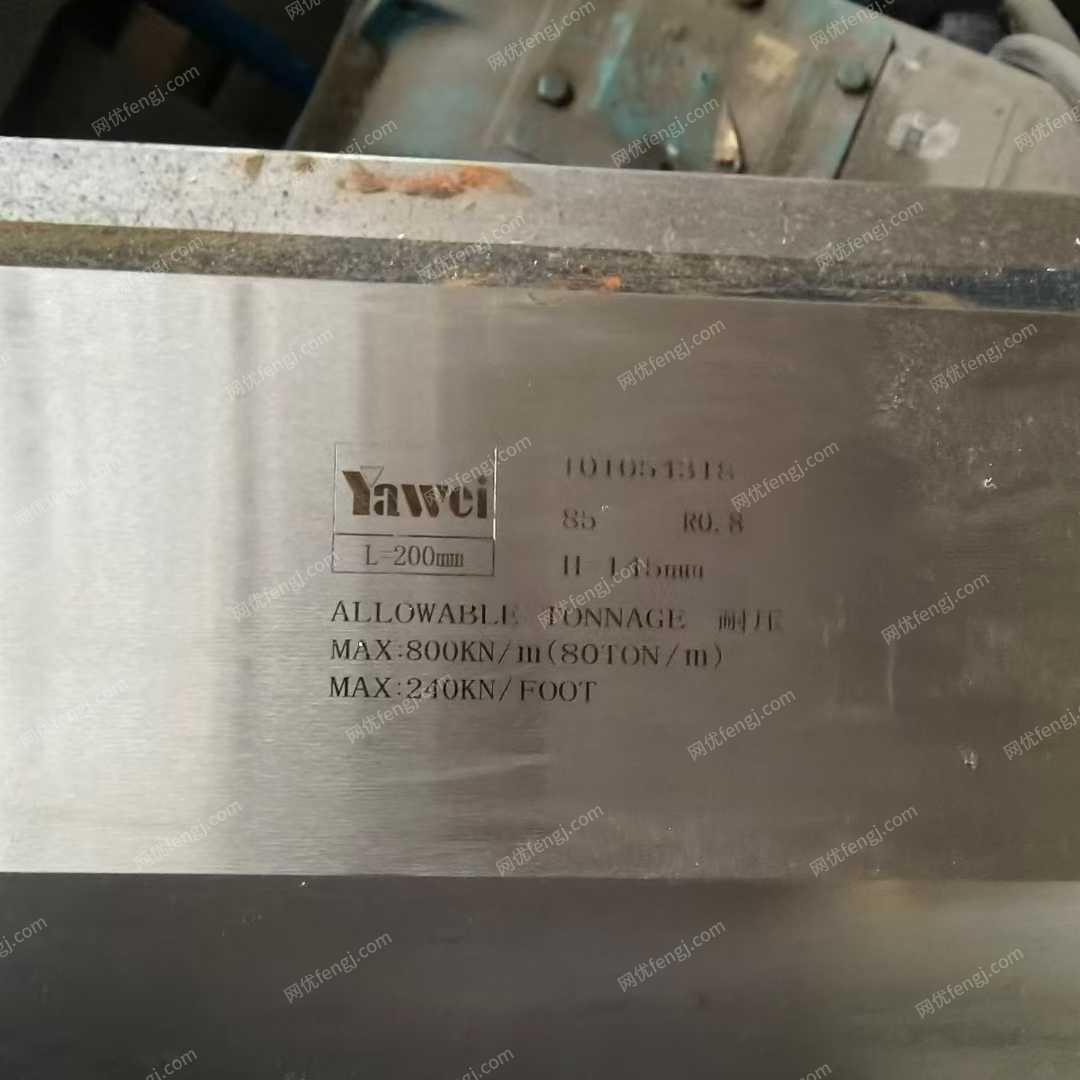 Yawei
L=200mm
101054318
85 R0.8
ALLOWABLE TONNAGE 耐压
MAX:800KN/m(80TON/m)
MAX:240KN/FOOT
网优fengj.com